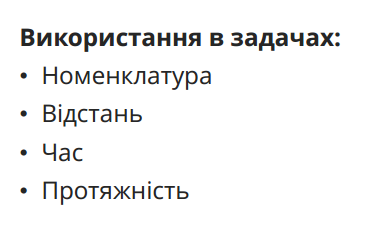 Використання в задачах:
• Номенклатура
• Відстань
• Час
• Протяжність